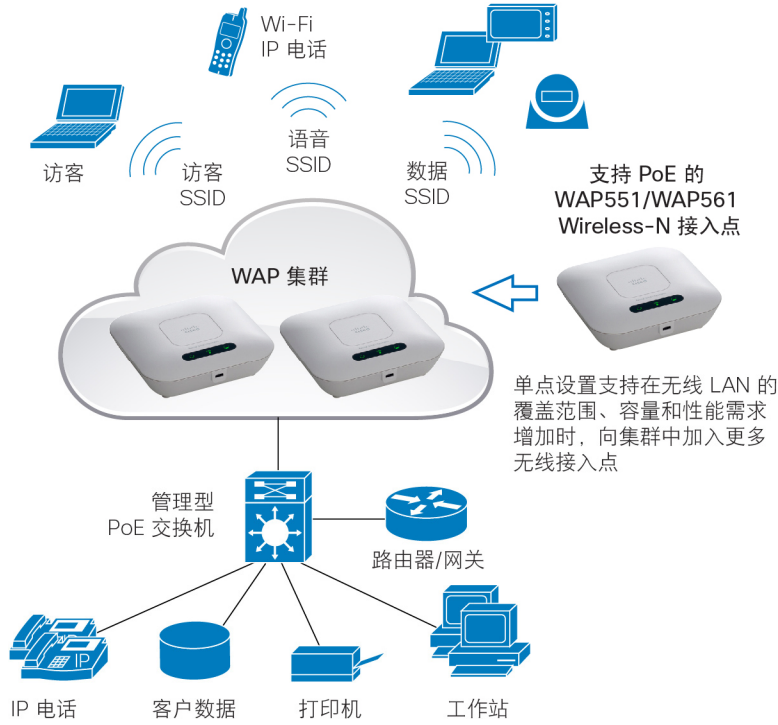 Wi-Fi
IP 电话
访客
访客
SSID
语音
SSID
数据
SSID
支持 PoE 的
WAP551/WAP561
Wireless-N 接入点
WAP 集群
单点设置支持在无线 LAN 的
覆盖范围、容量和性能需求
增加时，向集群中加入更多
无线接入点
管理型
PoE 交换机
路由器/网关
IP
IP 电话
客户数据
打印机
工作站